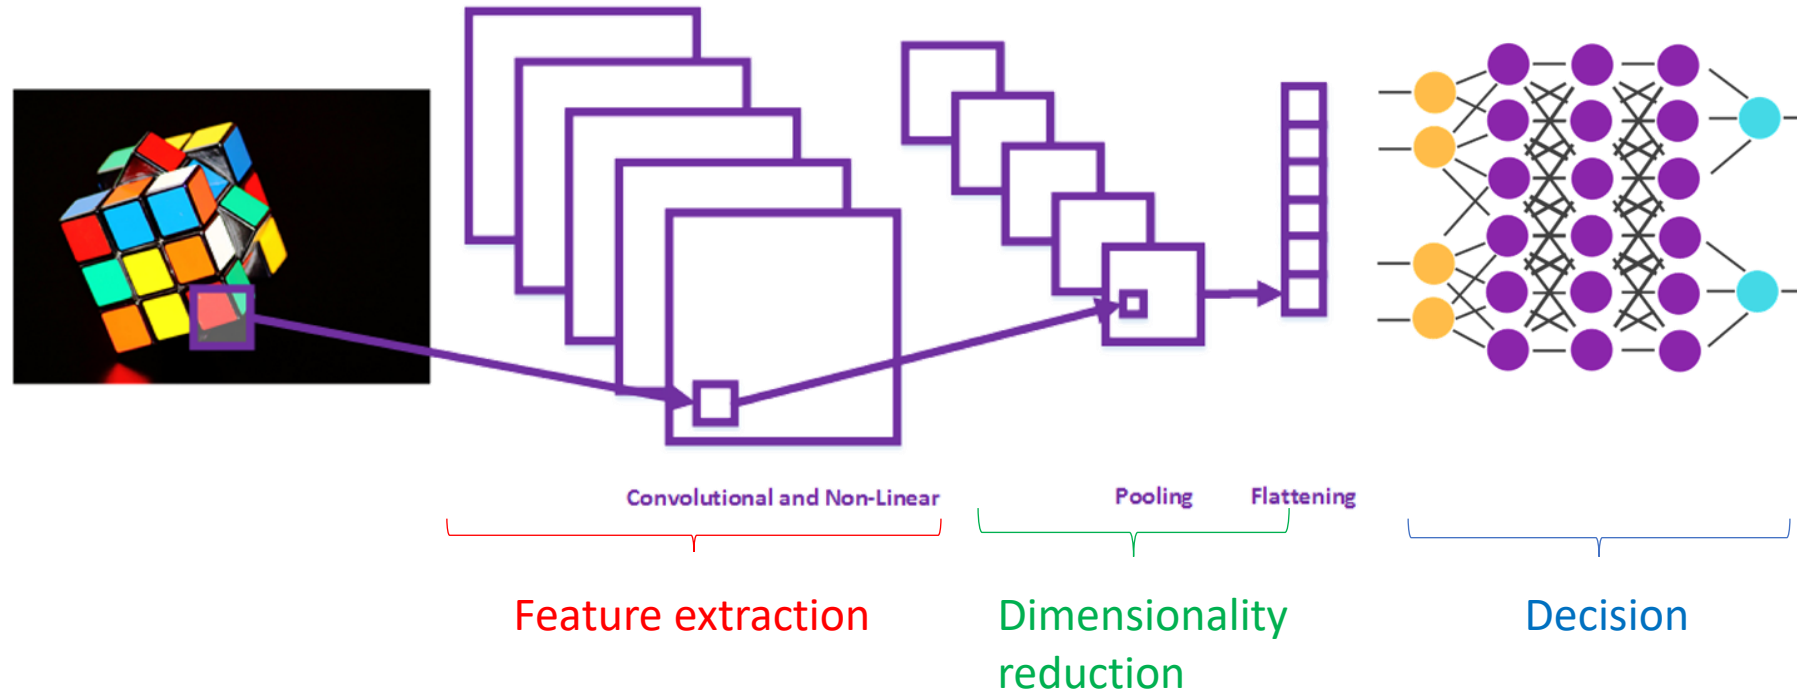 Convolutional and Non-Linear
Pooling
Flattening
Feature extraction
Dimensionality
reduction
Decision